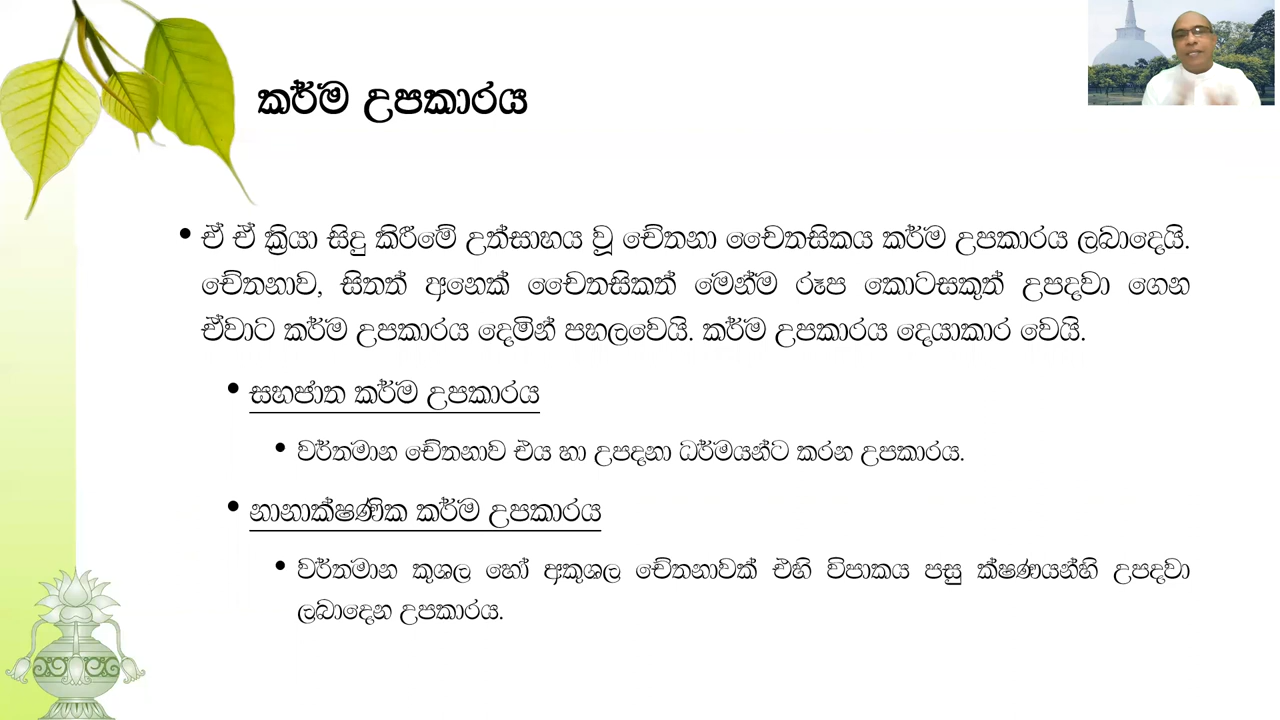 කර්ම උපකාරය
• ඒ ඒ ක්‍රියා සිදු කිරීමේ උත්සාහය වූ චේතනා චෛතසිකය කර්ම උපකාරය ලබාදෙයි.
චේතනාව, සිතත් අනෙක් චෛතසිකත් මෙන්ම රූප කොටසකුත් උපදවා ගෙන
ඒවාට කර්ම උපකාරය දෙමින් පහලවෙයි. කර්ම උපකාරය දෙයාකාර වෙයි.
• සහජාත කර්ම උපකාරය
• වර්තමාන චේතනාව එය හා උපදනා ධර්මයන්ට කරන උපකාරය.
• නානාක්ෂණික කර්ම උපකාරය
• වර්තමාන කුශල හෝ අකුශල චේතනාවක් එහි විපාකය පසු ක්ෂණයන්හි උපදවා
ලබාදෙන උපකාරය.